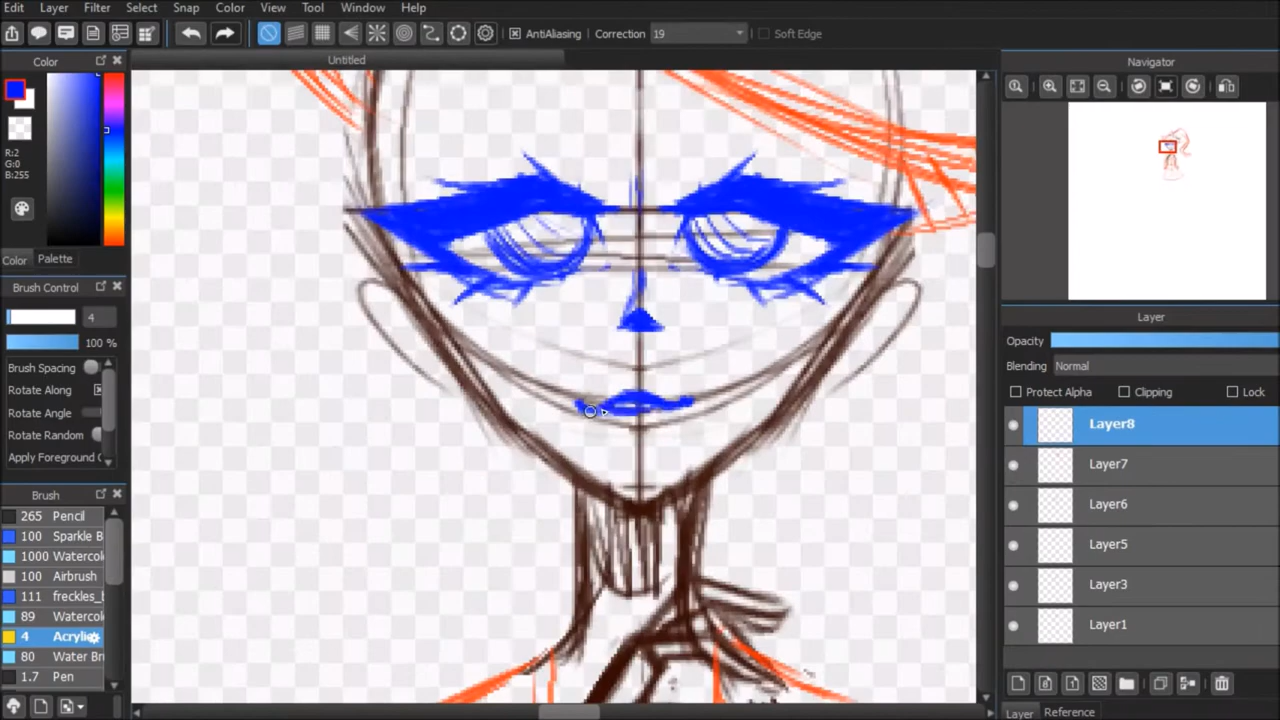 Edit Layer Filter Select Snap Color View Tool Window Help
AntiAliasing Correction 19 Soft Edge
Color
Untitled
Navigator
R:2
G:0
B:255
Color Palette
Brush Control
4
100 %
Brush Spacing
Rotate Along
Rotate Angle
Rotate Random
Apply Foreground C
Brush
265 Pencil
100 Sparkle B
1000 Watercol
100 Airbrush
111 freckles_b
89 Watercol
4 Acrylic
80 Water Bru
1.7 Pen
Layer
Opacity
Blending Normal
Protect Alpha Clipping Lock
Layer8
Layer7
Layer6
Layer5
Layer3
Layer1
Layer Reference